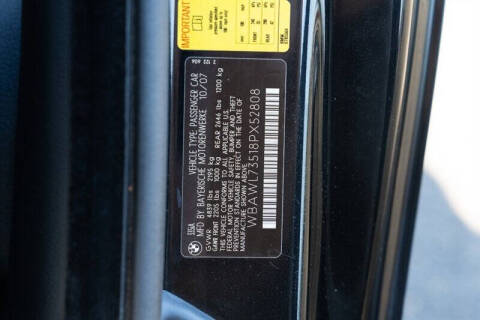 IMPORTANT
VEHICLE TYPE PASSENGER CAR
MFD BY BAYERISCHE MOTORENWERKE 10/07
GVWR 4839 lbs 2195 kg
GAWR FRONT 2205 lbs 1000 kg REAR 2646 lbs 1200 kg
THIS VEHICLE CONFORMS TO ALL APPLICABLE U.S.
FEDERAL MOTOR VEHICLE SAFETY, BUMPER AND THEFT
PREVENTION STANDARDS IN EFFECT ON THE DATE OF
MANUFACTURE SHOWN ABOVE.
WBAWL73518PX52808
335iA